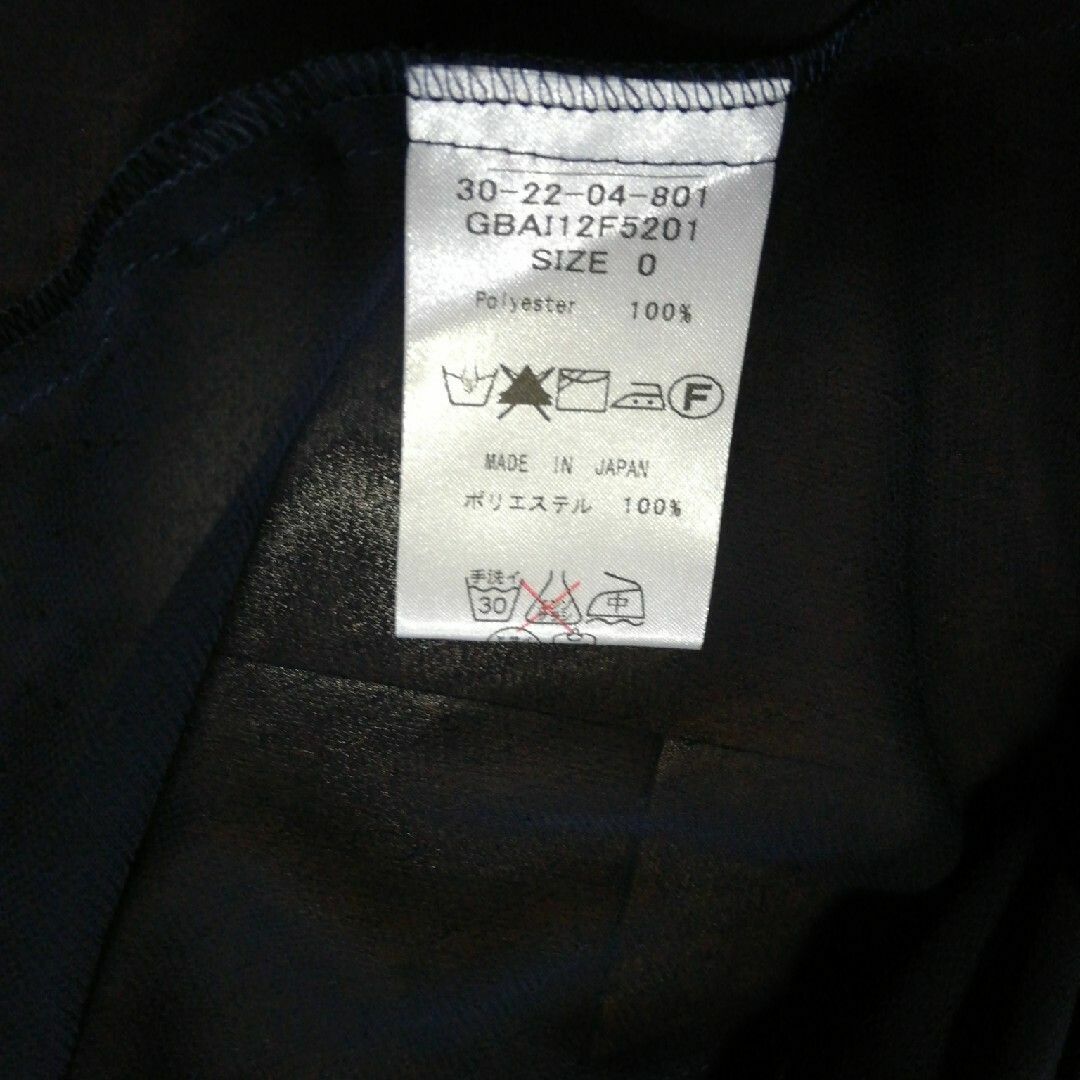 30-22-04-801
GBAI12F5201
SIZE 0
Polyester 100%
F
MADE IN JAPAN
ポリエステル 100%
手洗イ
30 中